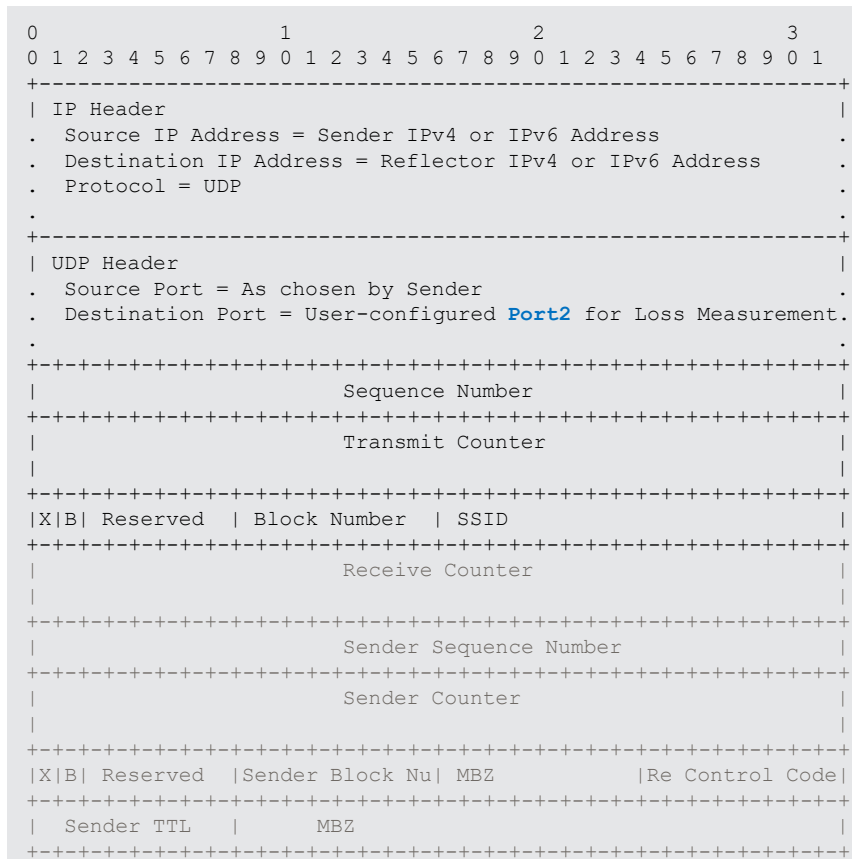 0                   1                   2                   3
0 1 2 3 4 5 6 7 8 9 0 1 2 3 4 5 6 7 8 9 0 1 2 3 4 5 6 7 8 9 0 1
+---------------------------------------------------------------+
| IP Header                                                     |
.  Source IP Address = Sender IPv4 or IPv6 Address              .
.  Destination IP Address = Reflector IPv4 or IPv6 Address      .
.  Protocol = UDP                                               .
.                                                               .
+---------------------------------------------------------------+
| UDP Header                                                    |
.  Source Port = As chosen by Sender                            .
.  Destination Port = User-configured Port2 for Loss Measurement.
.                                                               .
+-+-+-+-+-+-+-+-+-+-+-+-+-+-+-+-+-+-+-+-+-+-+-+-+-+-+-+-+-+-+-+-+
|                        Sequence Number                        |
+-+-+-+-+-+-+-+-+-+-+-+-+-+-+-+-+-+-+-+-+-+-+-+-+-+-+-+-+-+-+-+-+
|                        Transmit Counter                       |
|                                                               |
+-+-+-+-+-+-+-+-+-+-+-+-+-+-+-+-+-+-+-+-+-+-+-+-+-+-+-+-+-+-+-+-+
|X|B| Reserved  | Block Number  | SSID                          |
+-+-+-+-+-+-+-+-+-+-+-+-+-+-+-+-+-+-+-+-+-+-+-+-+-+-+-+-+-+-+-+-+
|                        Receive Counter                        |
|                                                               |
+-+-+-+-+-+-+-+-+-+-+-+-+-+-+-+-+-+-+-+-+-+-+-+-+-+-+-+-+-+-+-+-+
|                        Sender Sequence Number                 |
+-+-+-+-+-+-+-+-+-+-+-+-+-+-+-+-+-+-+-+-+-+-+-+-+-+-+-+-+-+-+-+-+
|                        Sender Counter                         |
|                                                               |
+-+-+-+-+-+-+-+-+-+-+-+-+-+-+-+-+-+-+-+-+-+-+-+-+-+-+-+-+-+-+-+-+
|X|B| Reserved  |Sender Block Nu| MBZ           |Re Control Code|
+-+-+-+-+-+-+-+-+-+-+-+-+-+-+-+-+-+-+-+-+-+-+-+-+-+-+-+-+-+-+-+-+
|  Sender TTL   |      MBZ                                      |
+-+-+-+-+-+-+-+-+-+-+-+-+-+-+-+-+-+-+-+-+-+-+-+-+-+-+-+-+-+-+-+-+